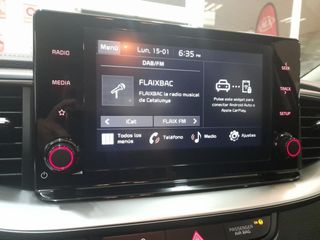 RADIO
MEDIA
Menú
Lun, 15-01
6:35 PM
DAB/FM
FLAIXBAC
FLAIXBAC la radio musical
de Catalunya
Pulse este widget para
conectar Android Auto o
Apple CarPlay.
iCat
FLAIX FM
Todos los
menús
Teléfono
Medio
Ajustes
SEEK
TRACK
SETUP
PASSENGER
AIR BAG